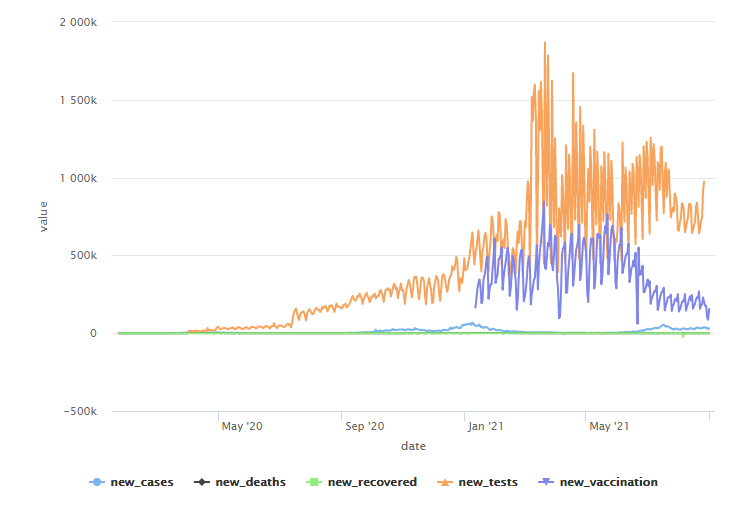 2 000k
1 500k
1 000k
500k
0
−500k
value
May '20
Sep '20
Jan '21
May '21
date
new_cases new_deaths new_recovered new_tests new_vaccination